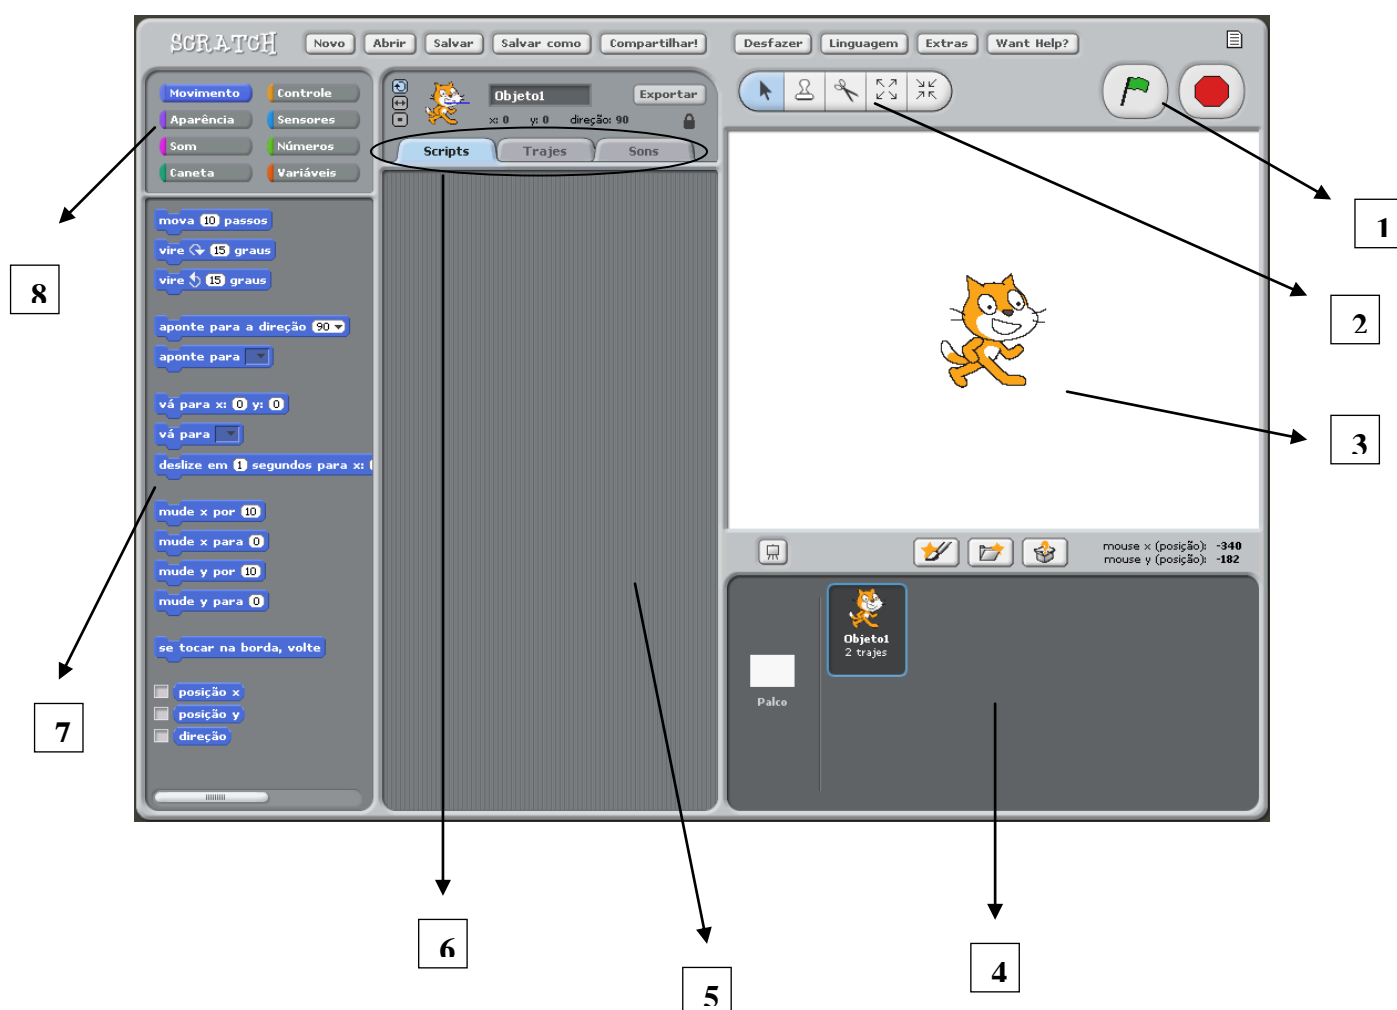 SCRATCH Novo Abrir Salvar Salvar como Compartilhar! Desfazer Linguagem Extras Want Help?
Movimento Controle
Aparência Sensores
Som Números
Caneta Variáveis
Objeto1 Exportar
x: 0 y: 0 direção: 90
Scripts Trajes Sons
mova 10 passos
vire 15 graus
vire 15 graus
aponte para a direção 90
aponte para
vá para x: 0 y: 0
vá para
deslize em 1 segundos para x:
mude x por 10
mude x para 0
mude y por 10
mude y para 0
se tocar na borda, volte
posição x
posição y
direção
mouse x (posição): -340
mouse y (posição): -182
Objeto1
2 trajes
Palco
1
2
3
4
5
6
7
8